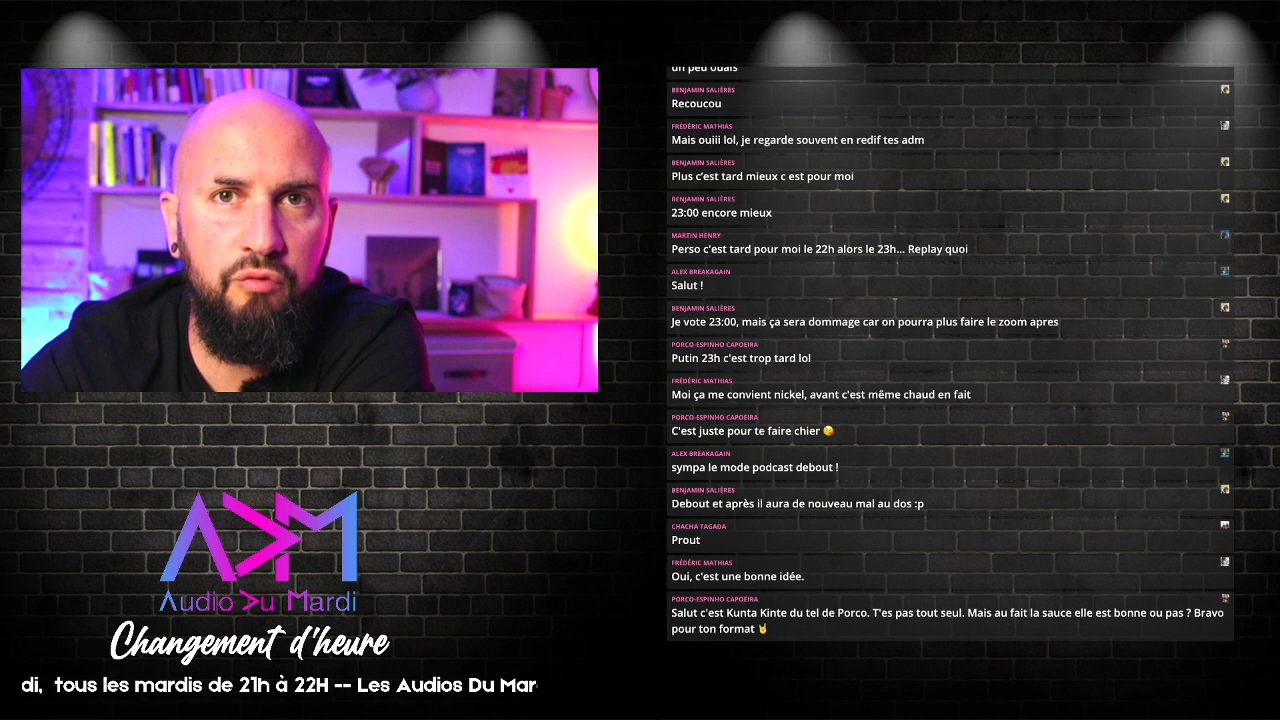 un peu ouais
BENJAMIN SALIÈRES
Recoucou
FRÉDÉRIC MATHIAS
Mais ouiii lol, je regarde souvent en redif tes adm
BENJAMIN SALIÈRES
Plus c'est tard mieux c est pour moi
BENJAMIN SALIÈRES
23:00 encore mieux
MARTIN HENRY
Perso c'est tard pour moi le 22h alors le 23h... Replay quoi
ALEX BREAKAGAIN
Salut !
BENJAMIN SALIÈRES
Je vote 23:00, mais ça sera dommage car on pourra plus faire le zoom apres
PORCO-ESPINHO CAPOEIRA
Putin 23h c'est trop tard lol
FRÉDÉRIC MATHIAS
Moi ça me convient nickel, avant c'est même chaud en fait
PORCO-ESPINHO CAPOEIRA
C'est juste pour te faire chier 😋
ALEX BREAKAGAIN
sympa le mode podcast debout !
BENJAMIN SALIÈRES
Debout et après il aura de nouveau mal au dos :p
CHACHA TAGADA
Prout
FRÉDÉRIC MATHIAS
Oui, c'est une bonne idée.
PORCO-ESPINHO CAPOEIRA
Salut c'est Kunta Kinte du tel de Porco. T'es pas tout seul. Mais au fait la sauce elle est bonne ou pas ? Bravo
pour ton format 🤘
ADM
Audio Du Mardi
Changement d'heure
di, tous les mardis de 21h à 22H -- Les Audios Du Mar